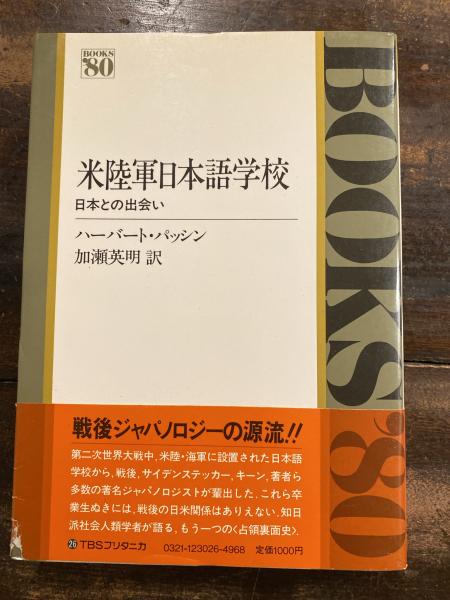 BOOKS
'80
米陸軍日本語学校
日本との出会い
ハーバート・パッシン
加瀬英明 訳
BOOKS '80
戦後ジャパノロジーの源流!!
第二次世界大戦中、米陸・海軍に設置された日本語
学校から、戦後、サイデンステッカー、キーン、著者ら
多数の著名ジャパノロジストが輩出した。これら卒
業生ぬきには、戦後の日米関係はありえない。知日
派社会人類学者が語る、もう一つの〈占領裏面史〉。
26 TBSブリタニカ 0321-123026-4968 定価1000円